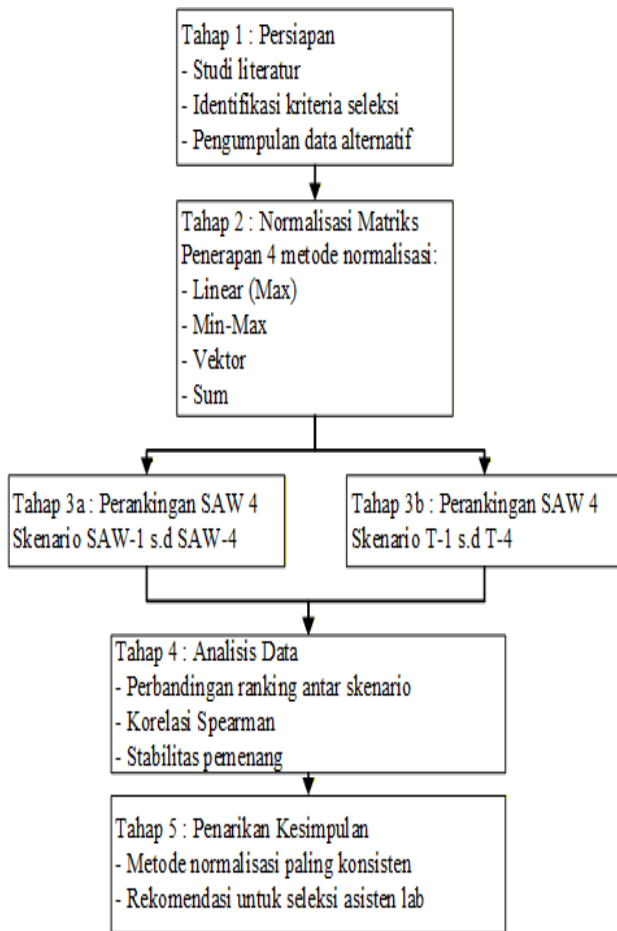 Tahap 1 : Persiapan
- Studi literatur
- Identifikasi kriteria seleksi
- Pengumpulan data alternatif
Tahap 2 : Normalisasi Matriks
Penerapan 4 metode normalisasi:
- Linear (Max)
- Min-Max
- Vektor
- Sum
Tahap 3a : Perankingan SAW 4
Skenario SAW-1 s.d SAW-4
Tahap 3b : Perankingan SAW 4
Skenario T-1 s.d T-4
Tahap 4 : Analisis Data
- Perbandingan ranking antar skenario
- Korelasi Spearman
- Stabilitas pemenang
Tahap 5 : Penarikan Kesimpulan
- Metode normalisasi paling konsisten
- Rekomendasi untuk seleksi asisten lab